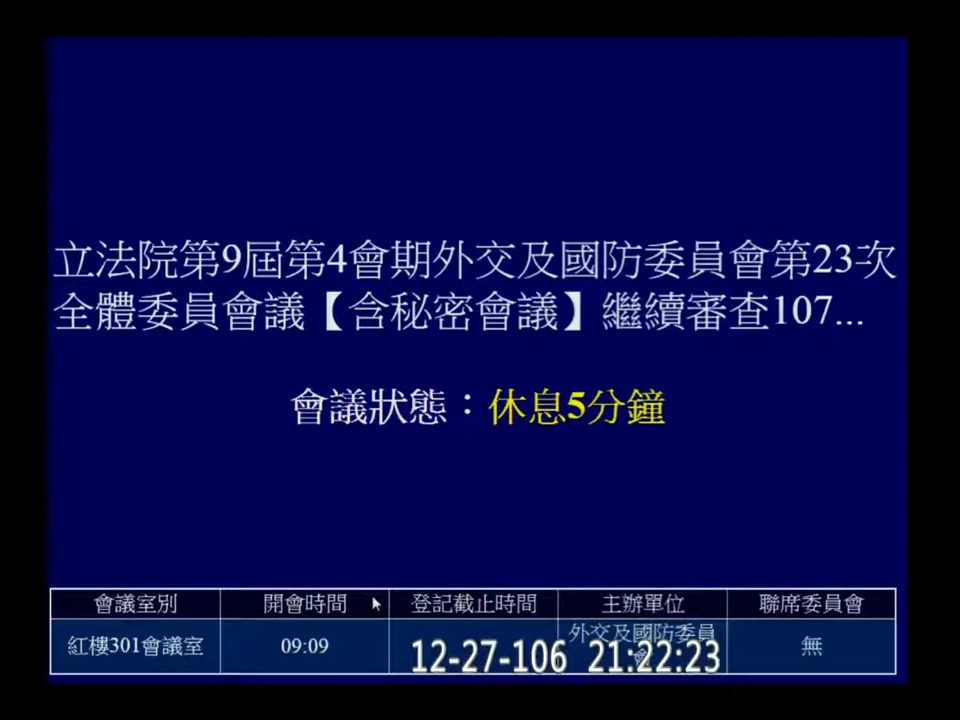 立法院第9屆第4會期外交及國防委員會第23次
全體委員會議【含秘密會議】繼續審查107...
會議狀態：休息5分鐘
會議室別 開會時間 登記截止時間 主辦單位 聯席委員會
紅樓301會議室 09:09 外交及國防委員會 無
12-27-106 21:22:23